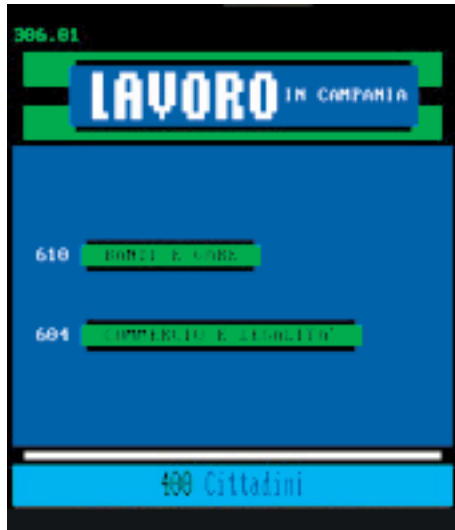 306.01
LAVORO IN CAMPANIA
610 BANDI E GARE
604 COMMERCIO E LEGALITA'
400 Cittadini